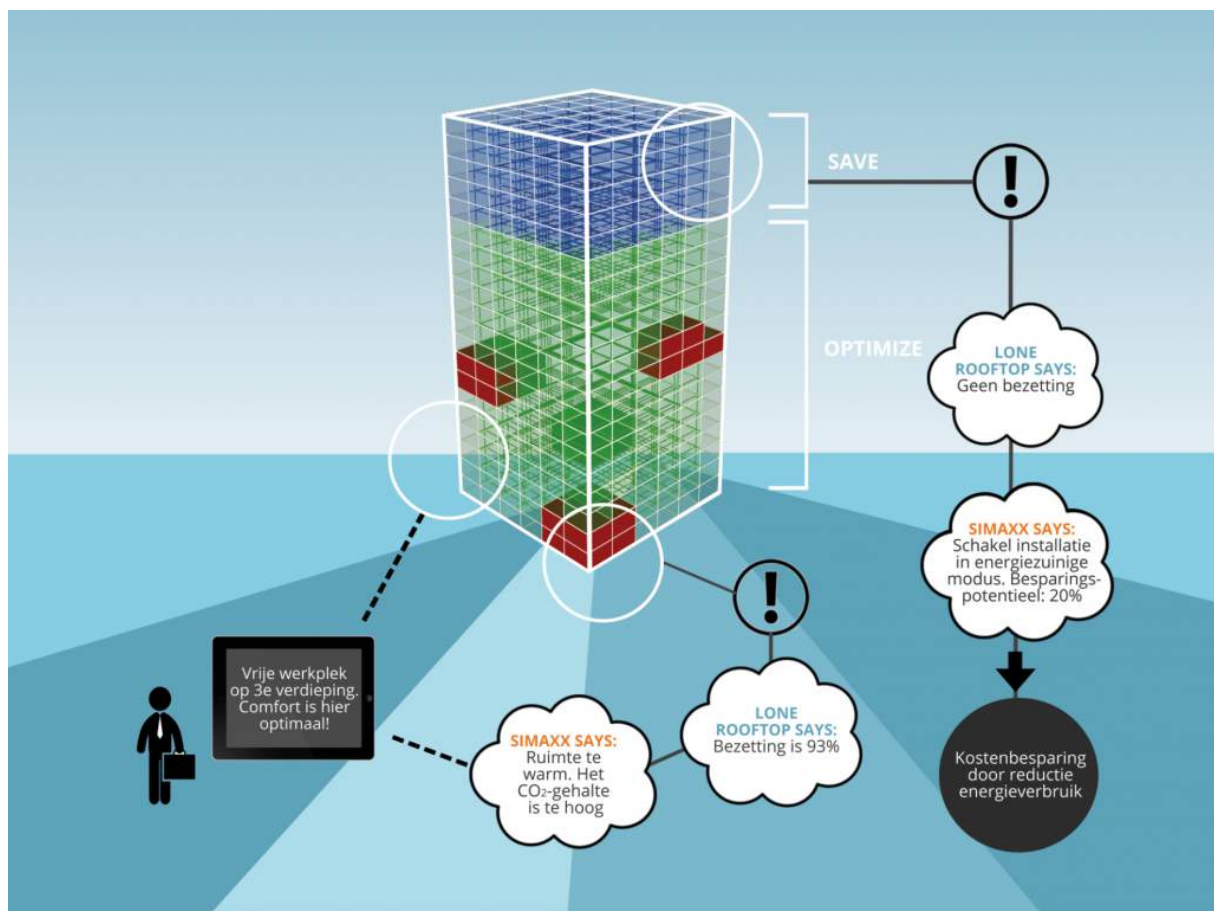 SAVE
OPTIMIZE
!
LONE
ROOFTOP SAYS:
Geen bezetting
SIMAXX SAYS:
Schakel installatie
in energiezuinige
modus. Besparings-
potentieel: 20%
Kostenbesparing
door reductie
energieverbruik
!
LONE
ROOFTOP SAYS:
Bezetting is 93%
SIMAXX SAYS:
Ruimte te
warm. Het
CO₂-gehalte
is te hoog
Vrije werkplek
op 3e verdieping.
Comfort is hier
optimaal!